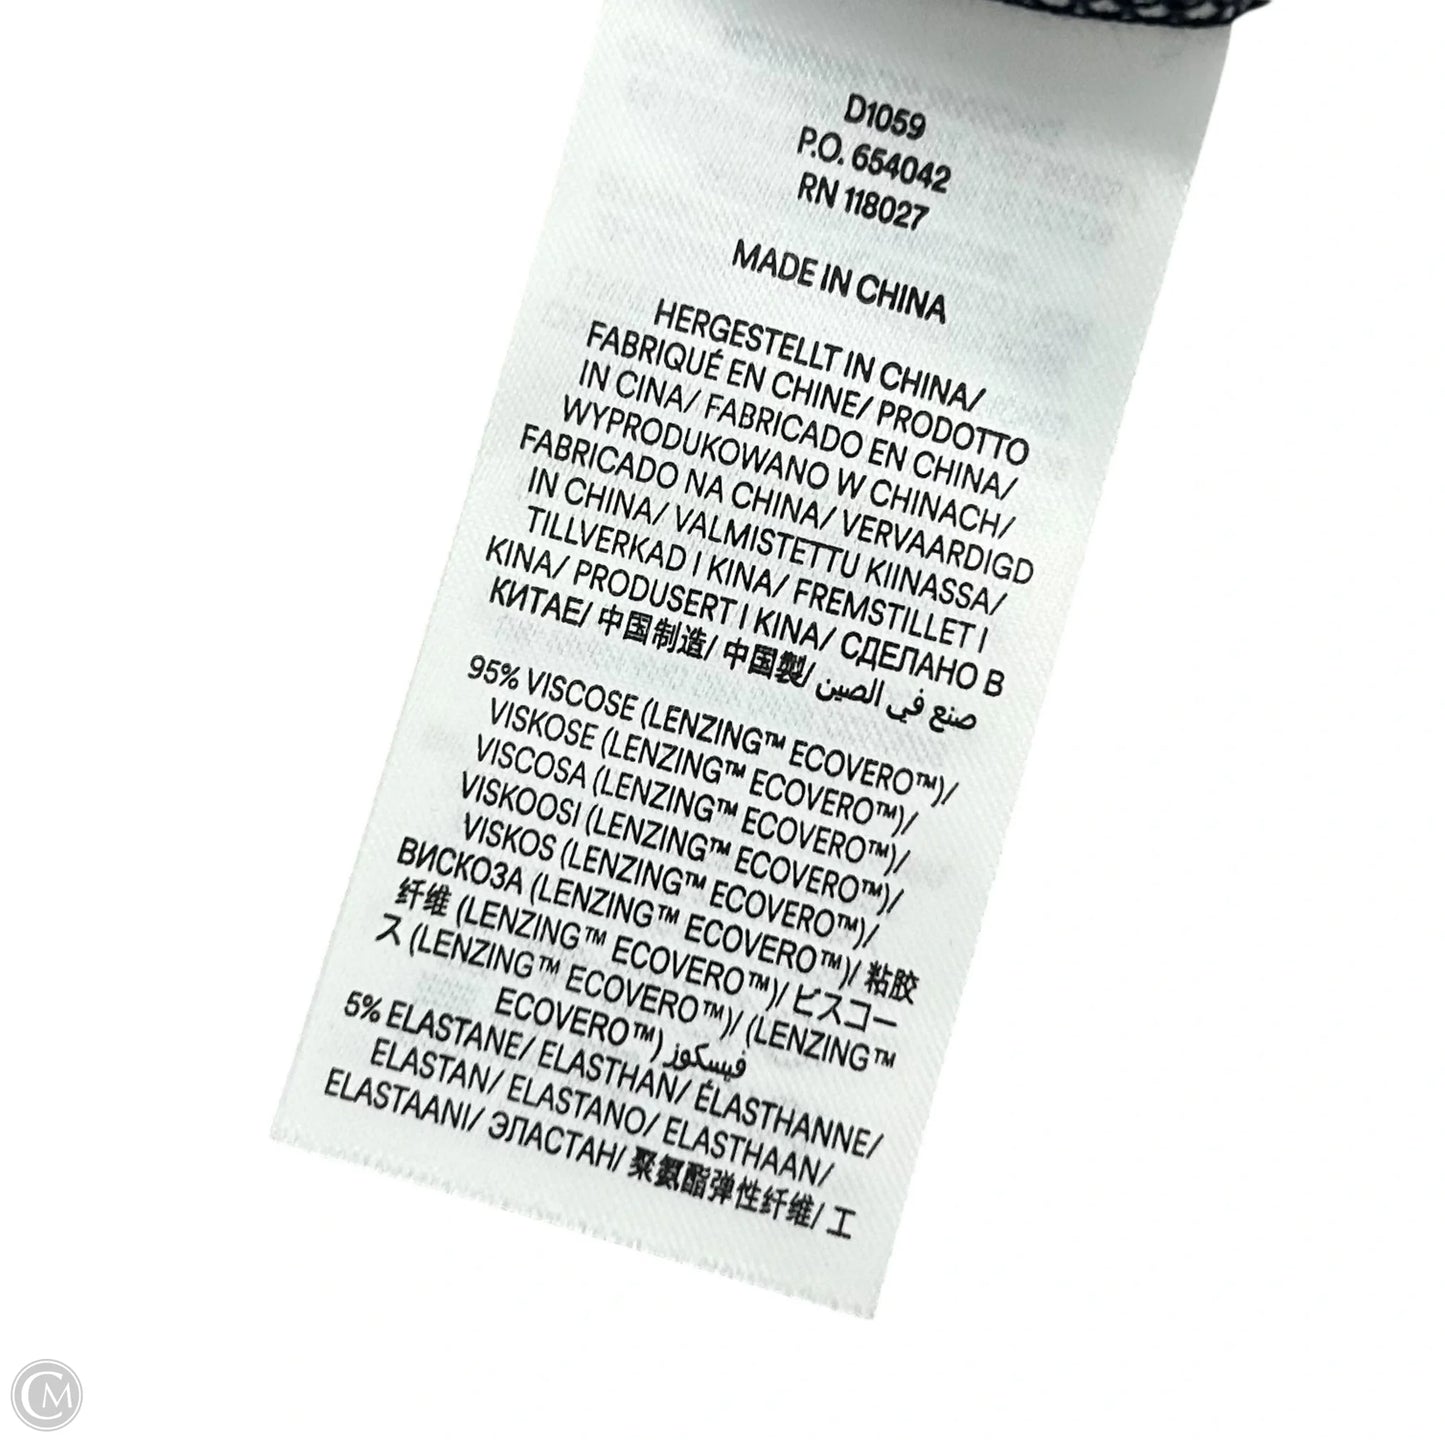 D1059
P.O. 654042
RN 118027
MADE IN CHINA
HERGESTELLT IN CHINA/
FABRIQUÉ EN CHINE/ PRODOTTO
IN CINA/ FABRICADO EN CHINA/
WYPRODUKOWANO W CHINACH/
FABRICADO NA CHINA/ VERVAARDIGD
IN CHINA/ VALMISTETTU KIINASSA/
TILLVERKAD I KINA/ FREMSTILLET I
KINA/ PRODUSERT I KINA/ СДЕЛАНО В
КИТАЕ/ 中国制造/ 中国製/ صنع في الصين
95% VISCOSE (LENZING™ ECOVERO™)/
VISKOSE (LENZING™ ECOVERO™)/
VISCOSA (LENZING™ ECOVERO™)/
VISKOOSI (LENZING™ ECOVERO™)/
VISKOS (LENZING™ ECOVERO™)/
ВИСКОЗА (LENZING™ ECOVERO™)/ 粘胶
纤维 (LENZING™ ECOVERO™)/ ビスコー
ス (LENZING™ ECOVERO™)/ (LENZING™
ECOVERO™) فيسكوز
5% ELASTANE/ ELASTHAN/ ÉLASTHANNE/
ELASTAN/ ELASTANO/ ELASTHAAN/
ELASTAANI/ ЭЛАСТАН/ 聚氨酯弹性纤维/ エ
CM